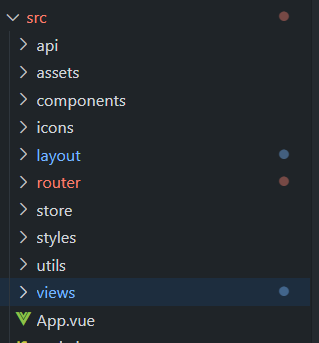 src
api
assets
components
icons
layout
router
store
styles
utils
views
App.vue